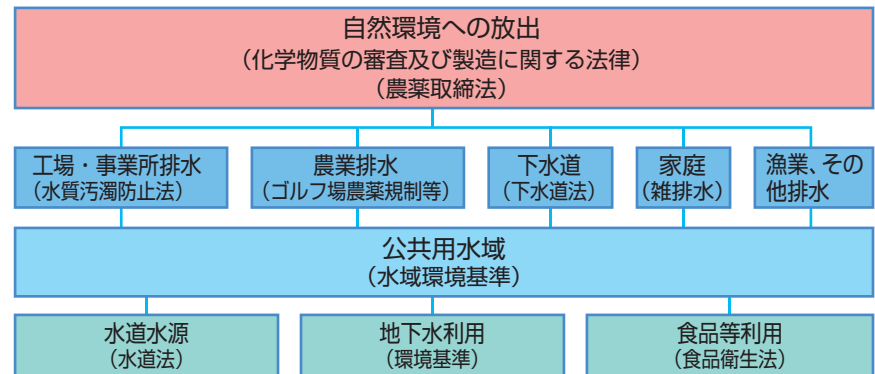 自然環境への放出
（化学物質の審査及び製造に関する法律）
（農薬取締法）
工場・事業所排水
（水質汚濁防止法）
農業排水
（ゴルフ場農薬規制等）
下水道
（下水道法）
家庭
（雑排水）
漁業、その
他排水
公共用水域
（水域環境基準）
水道水源
（水道法）
地下水利用
（環境基準）
食品等利用
（食品衛生法）